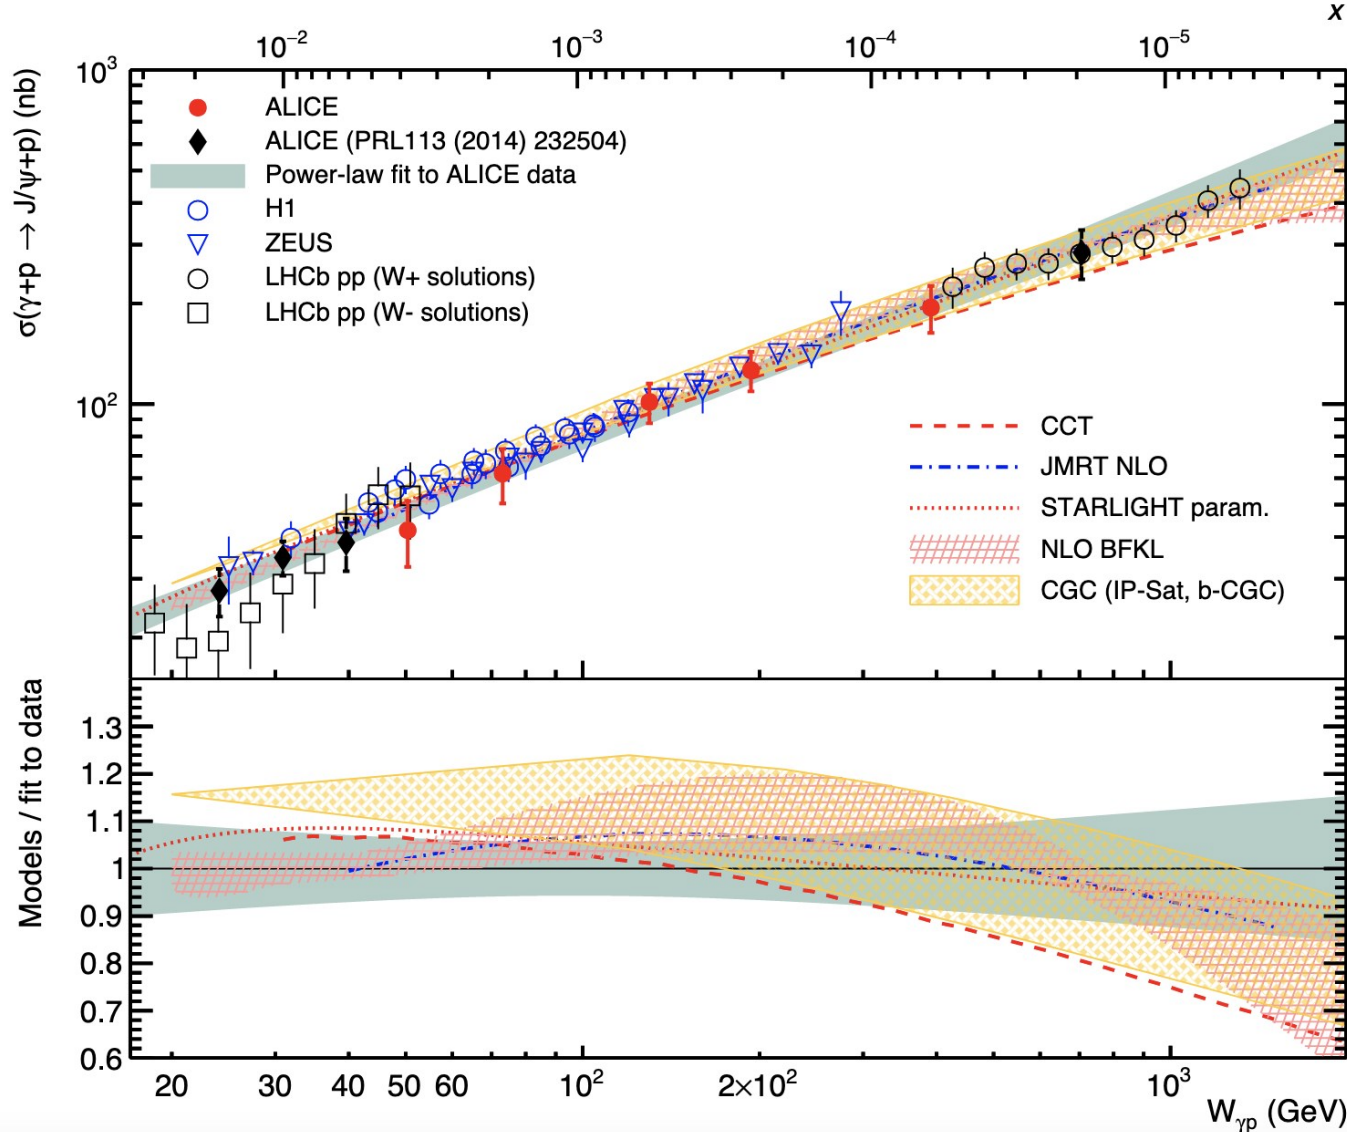 x
10⁻² 10⁻³ 10⁻⁴ 10⁻⁵
σ(γ+p → J/ψ+p) (nb)
10³
10²
ALICE
ALICE (PRL113 (2014) 232504)
Power-law fit to ALICE data
H1
ZEUS
LHCb pp (W+ solutions)
LHCb pp (W- solutions)
CCT
JMRT NLO
STARLIGHT param.
NLO BFKL
CGC (IP-Sat, b-CGC)
Models / fit to data
1.3
1.2
1.1
1
0.9
0.8
0.7
0.6
20 30 40 50 60 10² 2×10² 10³
Wγp (GeV)